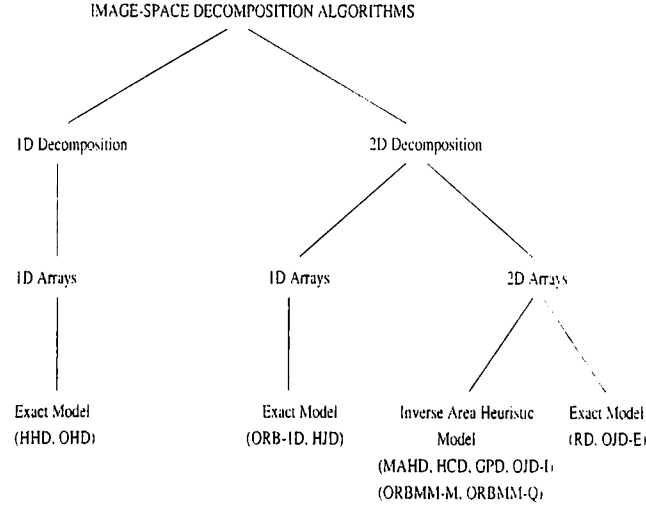 IMAGE-SPACE DECOMPOSITION ALGORITHMS
1D Decomposition 2D Decomposition
1D Arrays 1D Arrays 2D Arrays
Exact Model Exact Model Inverse Area Heuristic Exact Model
(HHD, OHD) (ORB-1D, HJD) Model (RD, OJD-E)
(MAHD, HCD, GPD, OJD-I)
(ORBMM-M, ORBMM-Q)